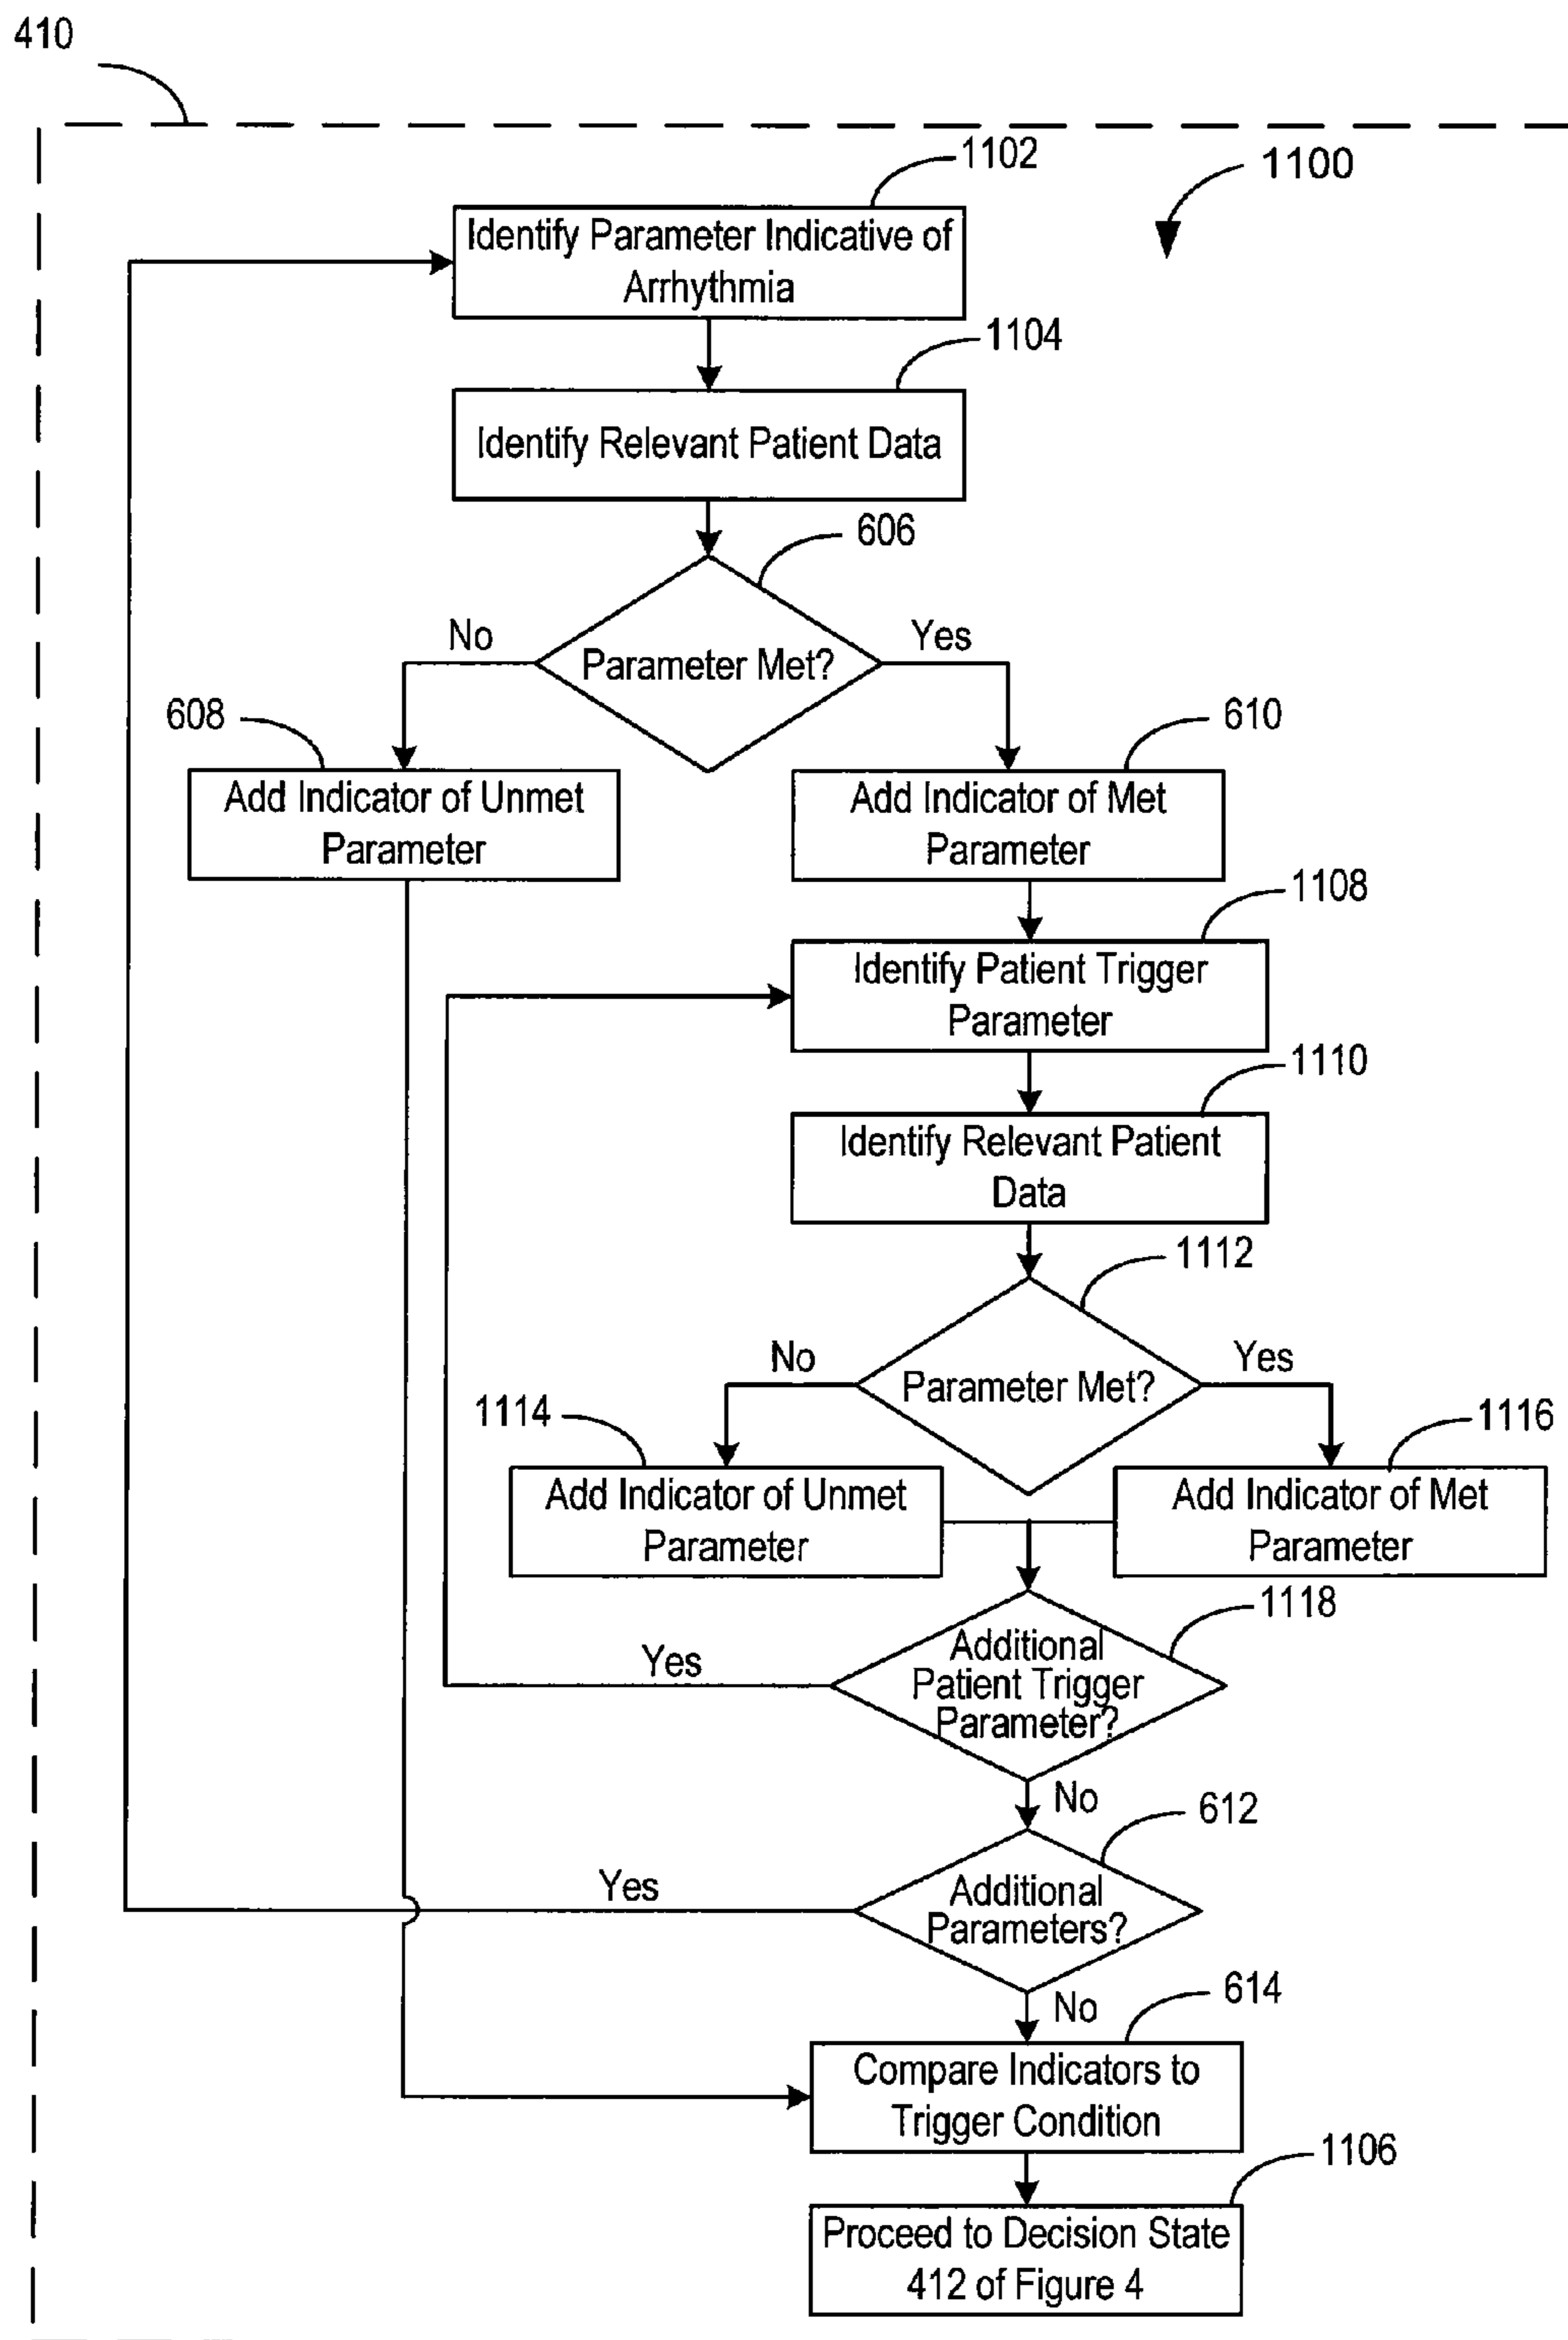 410
1102
1100
Identify Parameter Indicative of
Arrhythmia
1104
Identify Relevant Patient Data
606
No
Yes
Parameter Met?
608
610
Add Indicator of Unmet
Parameter
Add Indicator of Met
Parameter
1108
Identify Patient Trigger
Parameter
1110
Identify Relevant Patient
Data
1112
No
Yes
Parameter Met?
1114
1116
Add Indicator of Unmet
Parameter
Add Indicator of Met
Parameter
1118
Additional
Patient Trigger
Parameter?
Yes
No
612
Additional
Parameters?
Yes
No
614
Compare Indicators to
Trigger Condition
1106
Proceed to Decision State
412 of Figure 4